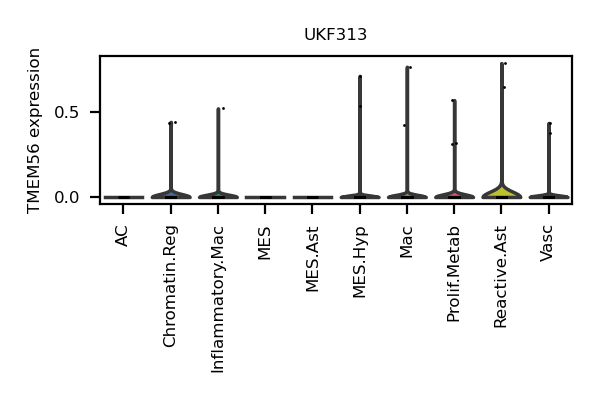 UKF313
TMEM56 expression
0.5
0.0
AC
Chromatin.Reg
Inflammatory.Mac
MES
MES.Ast
MES.Hyp
Mac
Prolif.Metab
Reactive.Ast
Vasc